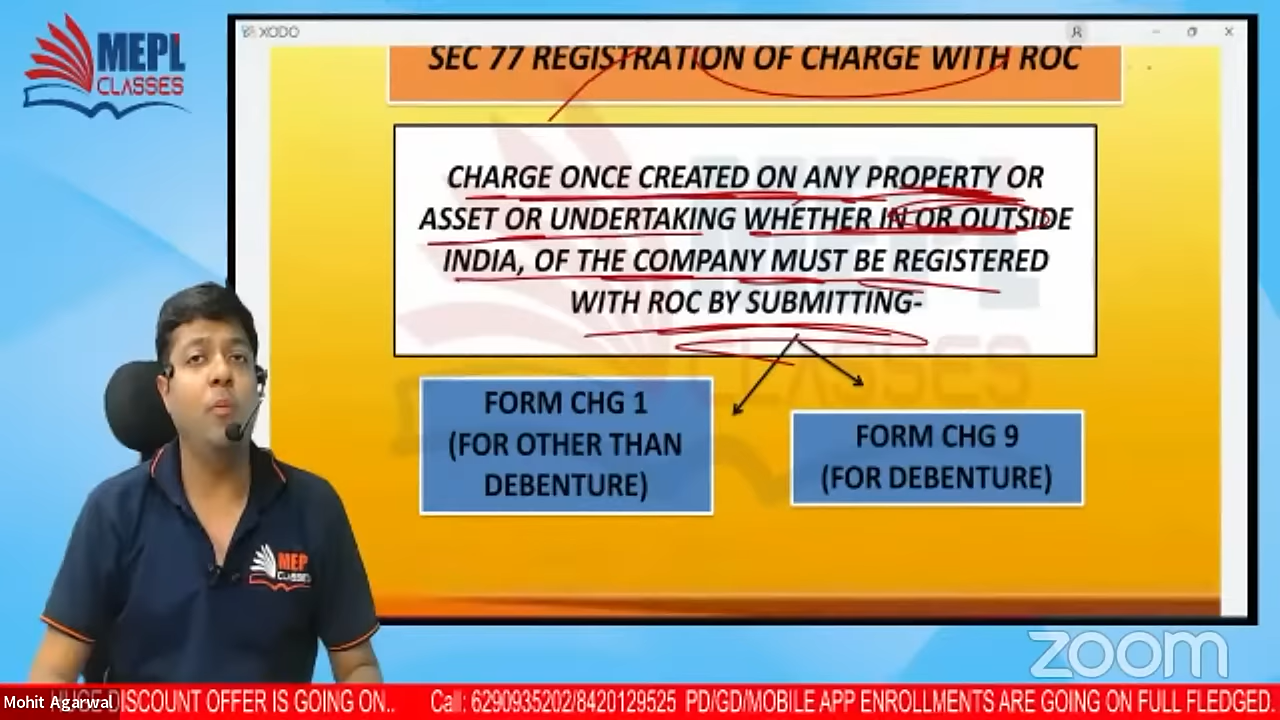 MEPL
CLASSES
XODO
SEC 77 REGISTRATION OF CHARGE WITH ROC
CHARGE ONCE CREATED ON ANY PROPERTY OR
ASSET OR UNDERTAKING WHETHER IN OR OUTSIDE
INDIA, OF THE COMPANY MUST BE REGISTERED
WITH ROC BY SUBMITTING-
FORM CHG 1
(FOR OTHER THAN
DEBENTURE)
FORM CHG 9
(FOR DEBENTURE)
MEPL
CLASSES
zoom
Mohit Agarwal
HUGE DISCOUNT OFFER IS GOING ON.. Call: 6290935202/8420129525 PD/GD/MOBILE APP ENROLLMENTS ARE GOING ON FULL FLEDGED.